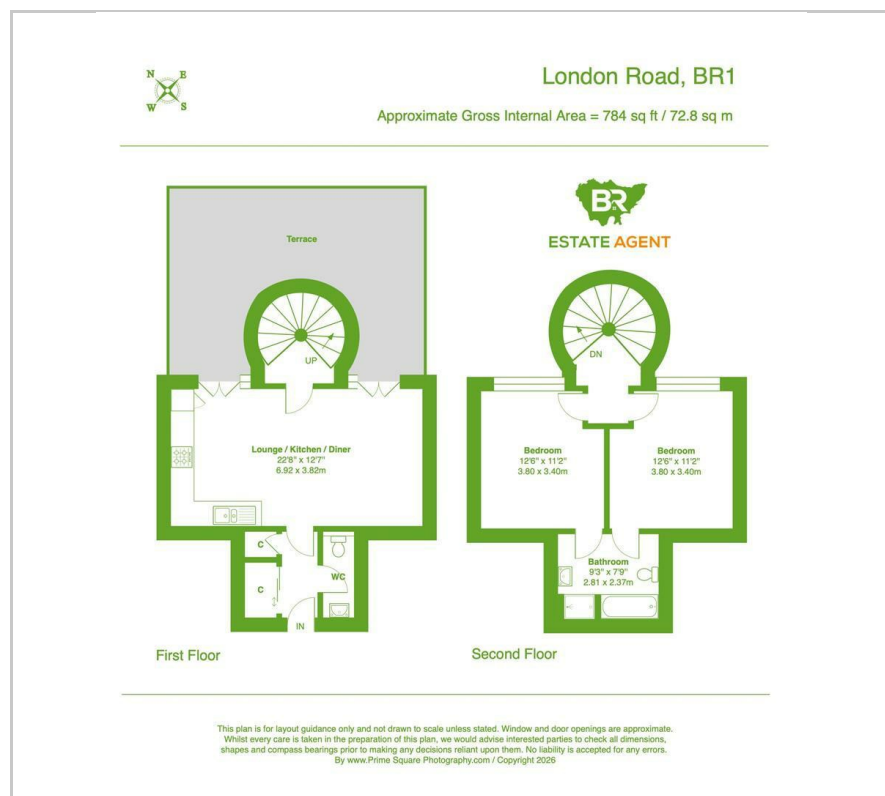 N E
W S
London Road, BR1
Approximate Gross Internal Area = 784 sq ft / 72.8 sq m
BR
ESTATE AGENT
Terrace
UP
DN
Lounge / Kitchen / Diner
22'8" x 12'7"
6.92 x 3.82m
Bedroom
12'6" x 11'2"
3.80 x 3.40m
Bedroom
12'6" x 11'2"
3.80 x 3.40m
C
C
WC
IN
Bathroom
9'3" x 7'9"
2.81 x 2.37m
First Floor
Second Floor
This plan is for layout guidance only and not drawn to scale unless stated. Window and door openings are approximate.
Whilst every care is taken in the preparation of this plan, we would advise interested parties to check all dimensions,
shapes and compass bearings prior to making any decisions reliant upon them. No liability is accepted for any errors.
By www.Prime Square Photography.com / Copyright 2026